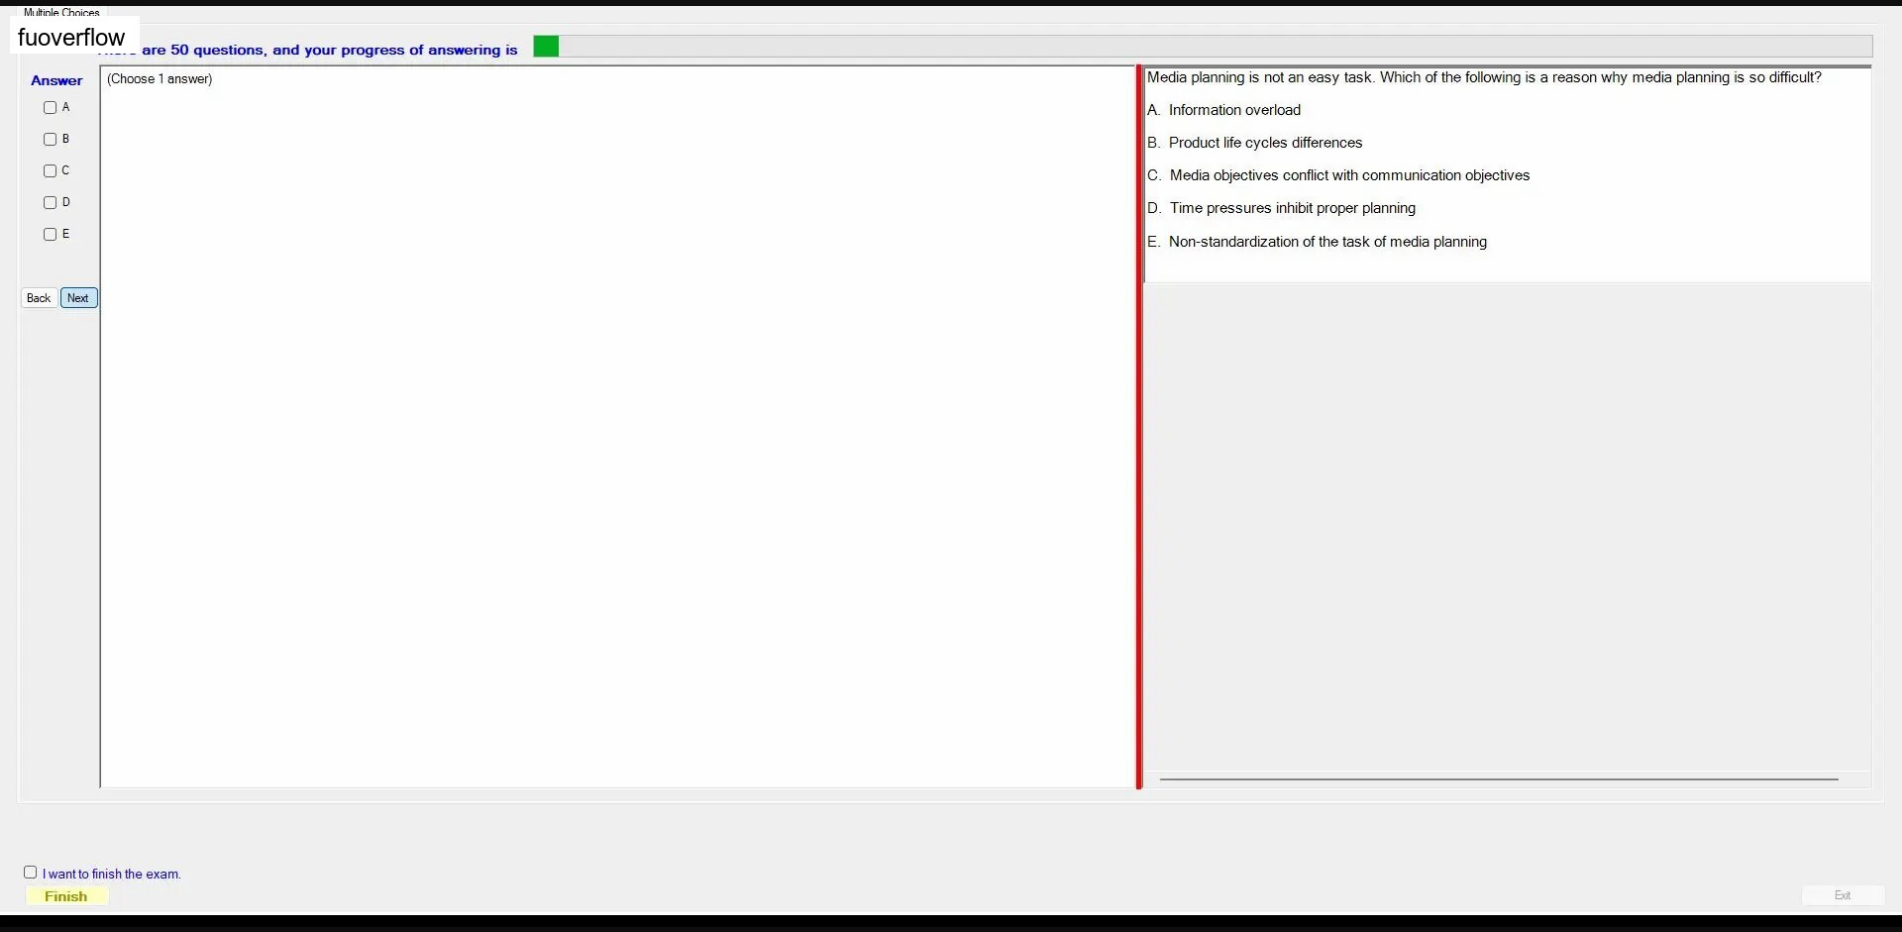 Multiple Choices
fuoverflow
are 50 questions, and your progress of answering is
Answer
(Choose 1 answer)
A
B
C
D
E
Back Next
Media planning is not an easy task. Which of the following is a reason why media planning is so difficult?
A. Information overload
B. Product life cycles differences
C. Media objectives conflict with communication objectives
D. Time pressures inhibit proper planning
E. Non-standardization of the task of media planning
I want to finish the exam.
Finish
Exit